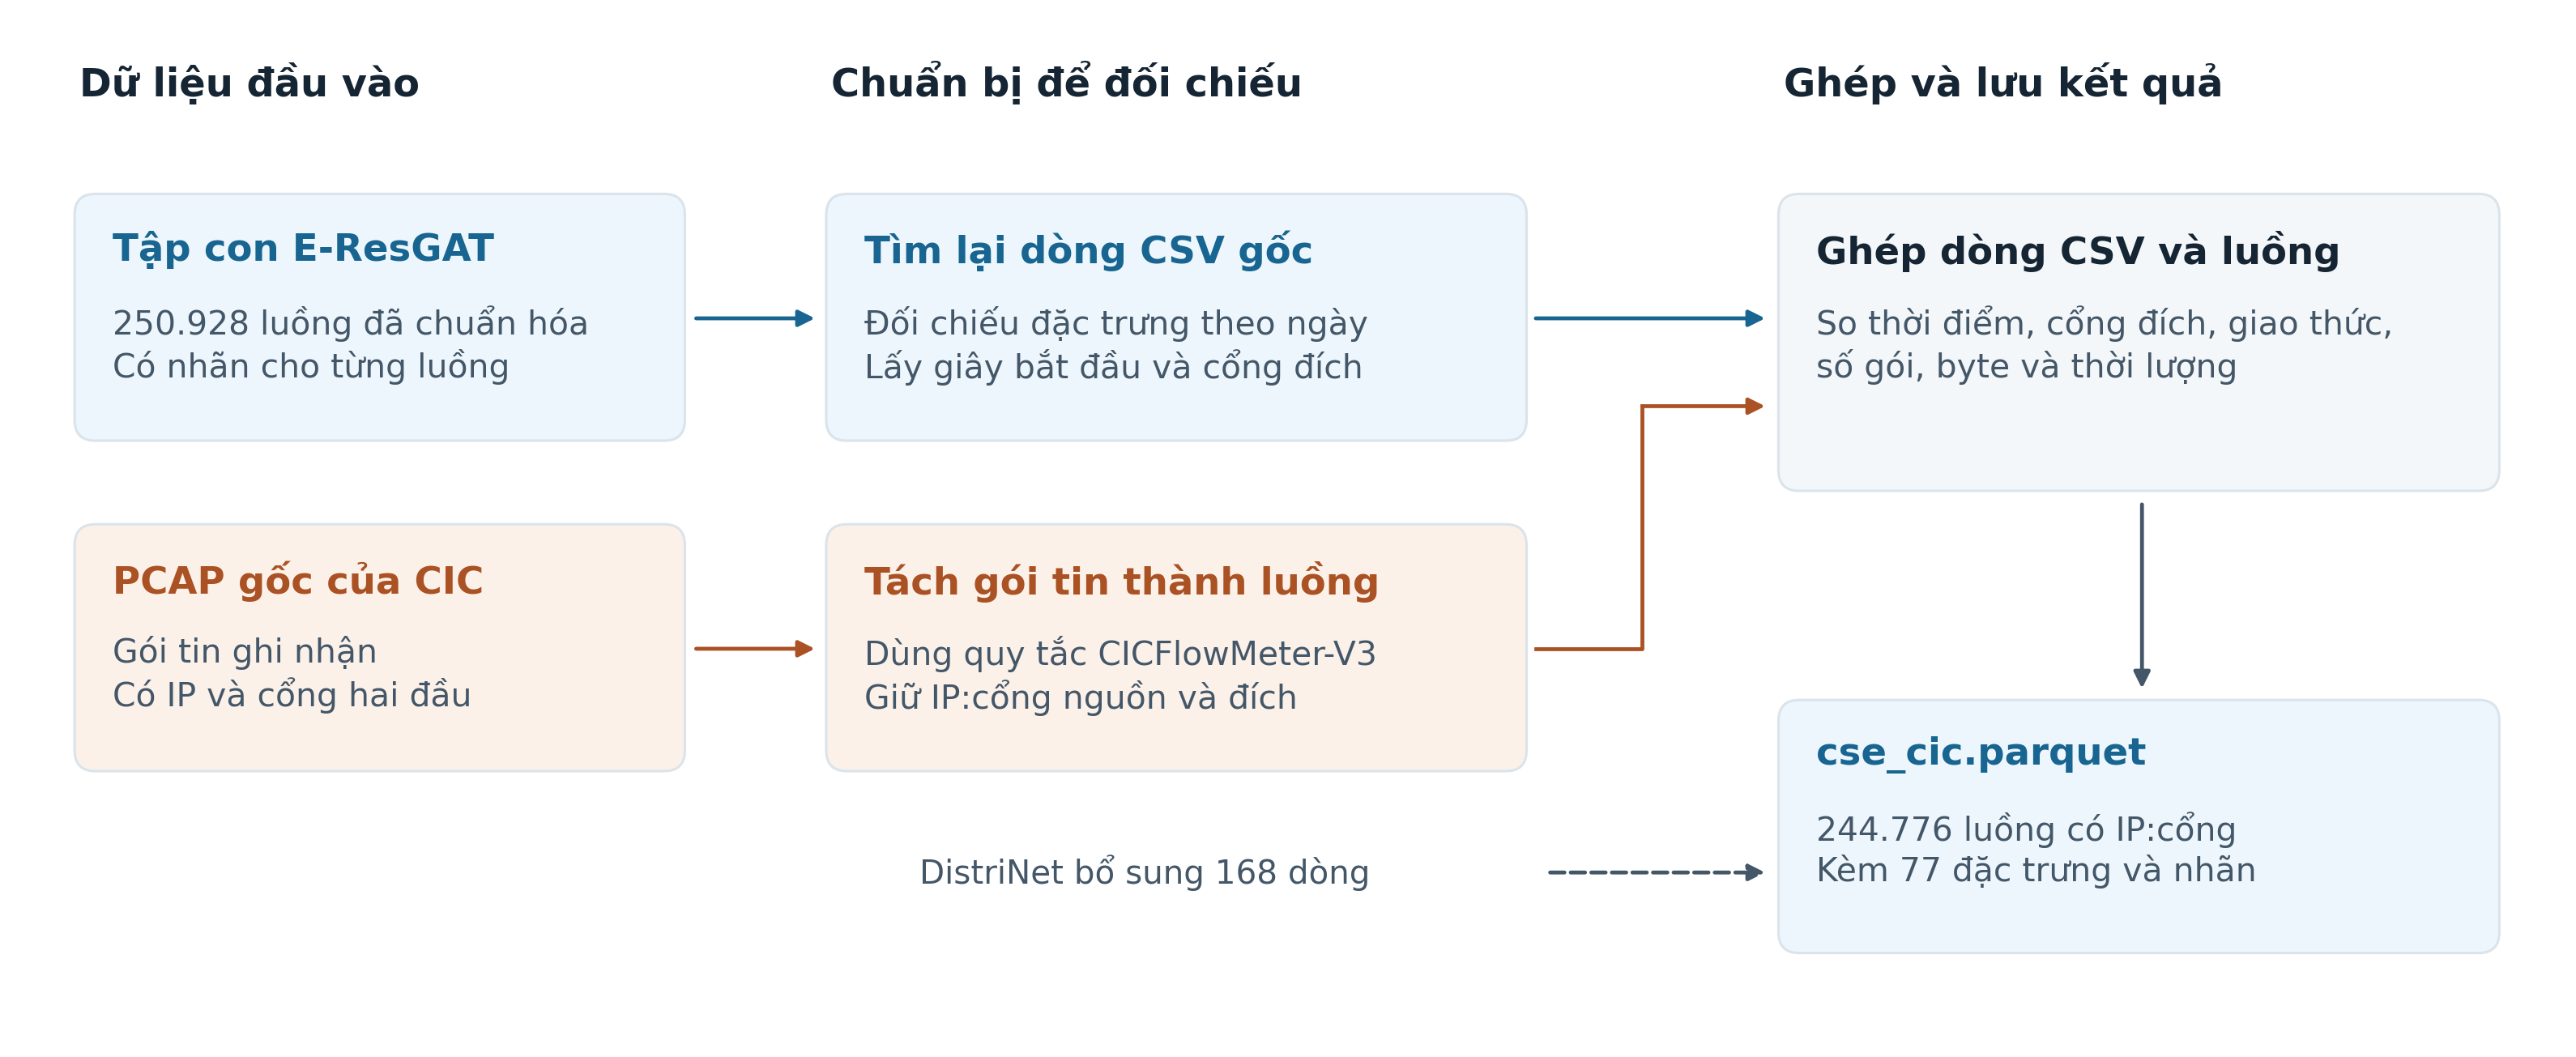 Dữ liệu đầu vào
Chuẩn bị để đối chiếu
Ghép và lưu kết quả
Tập con E-ResGAT
250.928 luồng đã chuẩn hóa
Có nhãn cho từng luồng
Tìm lại dòng CSV gốc
Đối chiếu đặc trưng theo ngày
Lấy giây bắt đầu và cổng đích
Ghép dòng CSV và luồng
So thời điểm, cổng đích, giao thức,
số gói, byte và thời lượng
PCAP gốc của CIC
Gói tin ghi nhận
Có IP và cổng hai đầu
Tách gói tin thành luồng
Dùng quy tắc CICFlowMeter-V3
Giữ IP:cổng nguồn và đích
DistriNet bổ sung 168 dòng
cse_cic.parquet
244.776 luồng có IP:cổng
Kèm 77 đặc trưng và nhãn